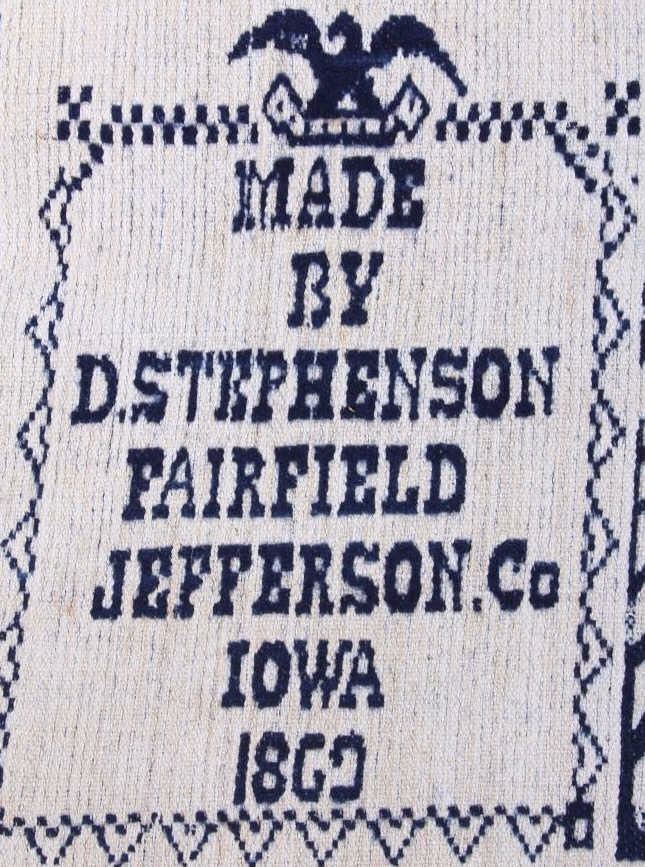 MADE
BY
D.STEPHENSON
FAIRFIELD
JEFFERSON.Co
IOWA